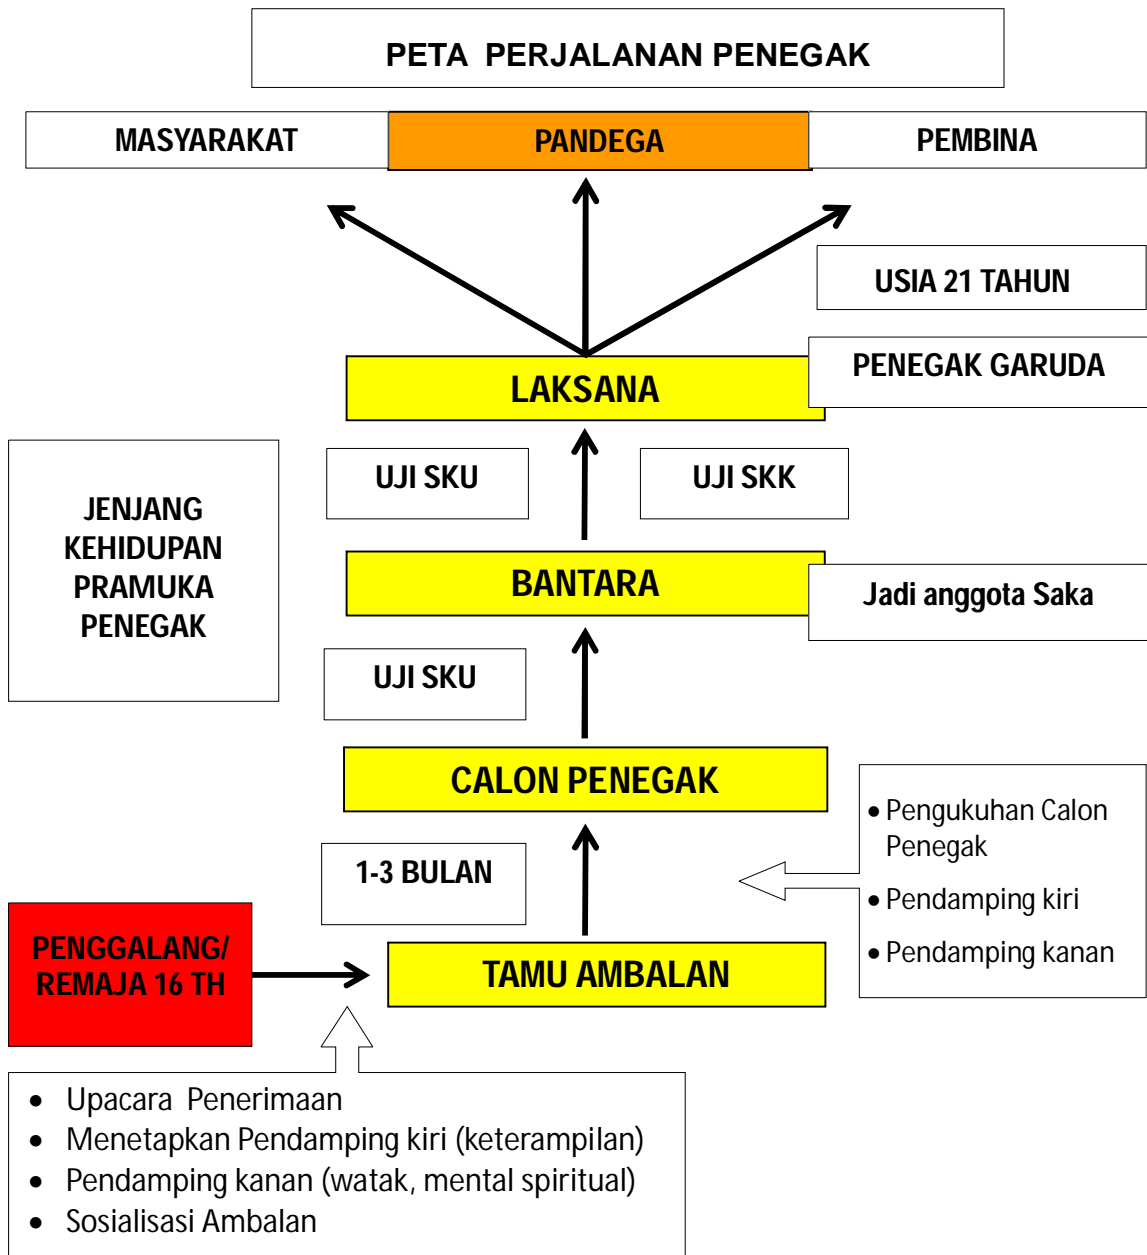 PETA PERJALANAN PENEGAK
MASYARAKAT
PANDEGA
PEMBINA
USIA 21 TAHUN
LAKSANA
PENEGAK GARUDA
JENJANG
KEHIDUPAN
PRAMUKA
PENEGAK
UJI SKU
UJI SKK
BANTARA
Jadi anggota Saka
UJI SKU
CALON PENEGAK
• Pengukuhan Calon
Penegak
• Pendamping kiri
• Pendamping kanan
1-3 BULAN
PENGGALANG/
REMAJA 16 TH
TAMU AMBALAN
• Upacara Penerimaan
• Menetapkan Pendamping kiri (keterampilan)
• Pendamping kanan (watak, mental spiritual)
• Sosialisasi Ambalan